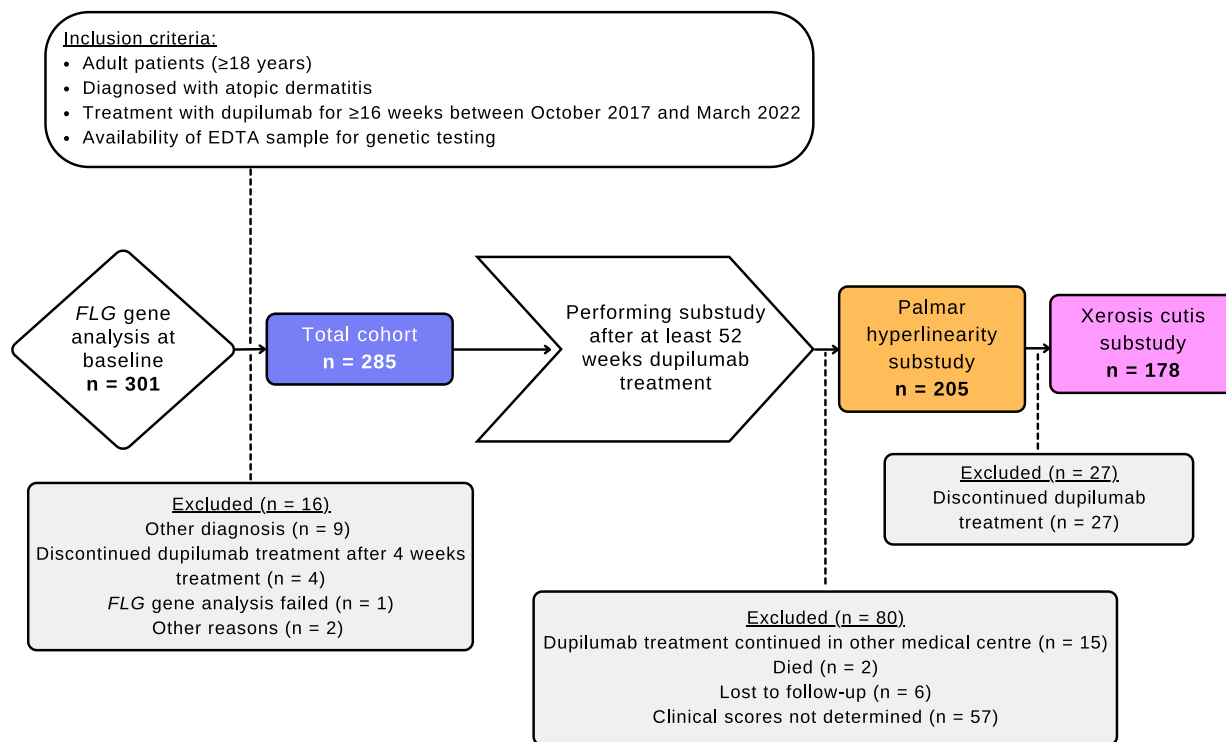 Inclusion criteria:
• Adult patients (≥18 years)
• Diagnosed with atopic dermatitis
• Treatment with dupilumab for ≥16 weeks between October 2017 and March 2022
• Availability of EDTA sample for genetic testing
FLG gene
analysis at
baseline
n = 301
Total cohort
n = 285
Performing substudy
after at least 52
weeks dupilumab
treatment
Palmar
hyperlinearity
substudy
n = 205
Xerosis cutis
substudy
n = 178
Excluded (n = 16)
Other diagnosis (n = 9)
Discontinued dupilumab treatment after 4 weeks
treatment (n = 4)
FLG gene analysis failed (n = 1)
Other reasons (n = 2)
Excluded (n = 80)
Dupilumab treatment continued in other medical centre (n = 15)
Died (n = 2)
Lost to follow-up (n = 6)
Clinical scores not determined (n = 57)
Excluded (n = 27)
Discontinued dupilumab
treatment (n = 27)